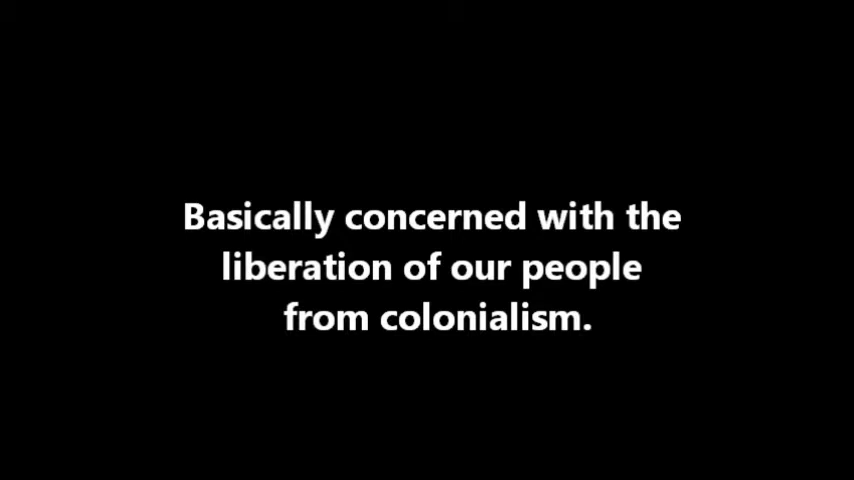 Basically concerned with the
liberation of our people
from colonialism.